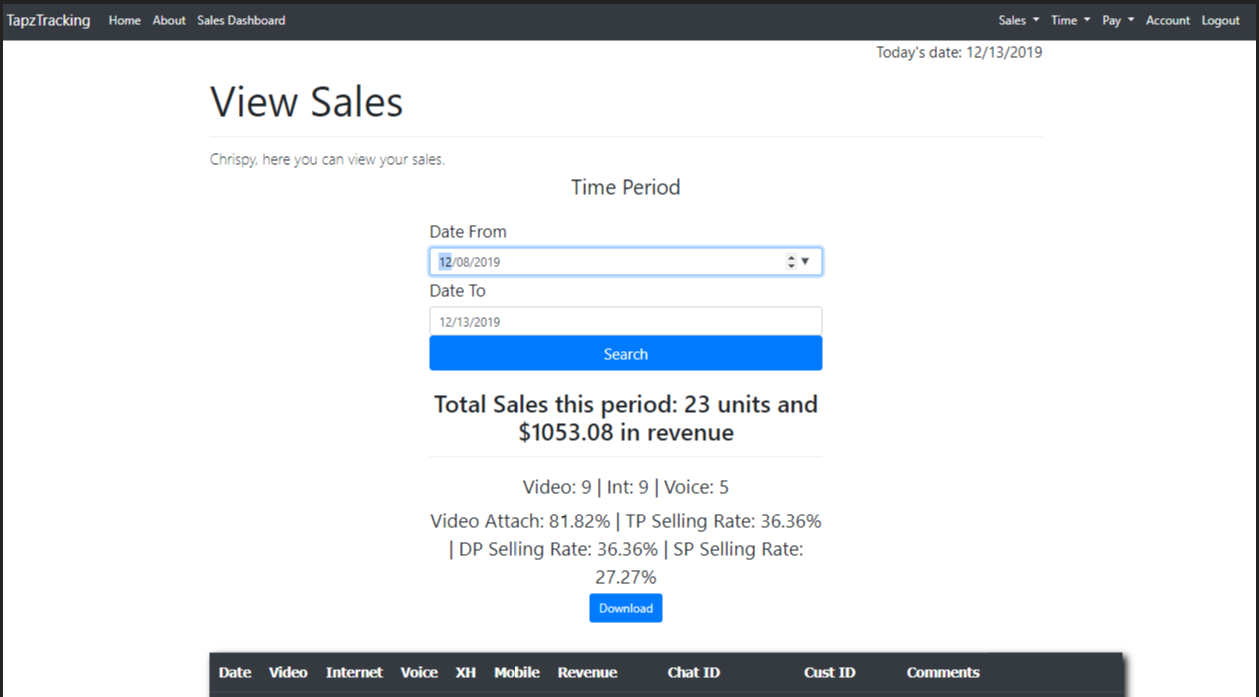 TapzTracking Home About Sales Dashboard Sales Time Pay Account Logout
Today's date: 12/13/2019
View Sales
Chrispy, here you can view your sales.
Time Period
Date From
12/08/2019
Date To
12/13/2019
Search
Total Sales this period: 23 units and
$1053.08 in revenue
Video: 9 | Int: 9 | Voice: 5
Video Attach: 81.82% | TP Selling Rate: 36.36%
| DP Selling Rate: 36.36% | SP Selling Rate:
27.27%
Download
Date Video Internet Voice XH Mobile Revenue Chat ID Cust ID Comments